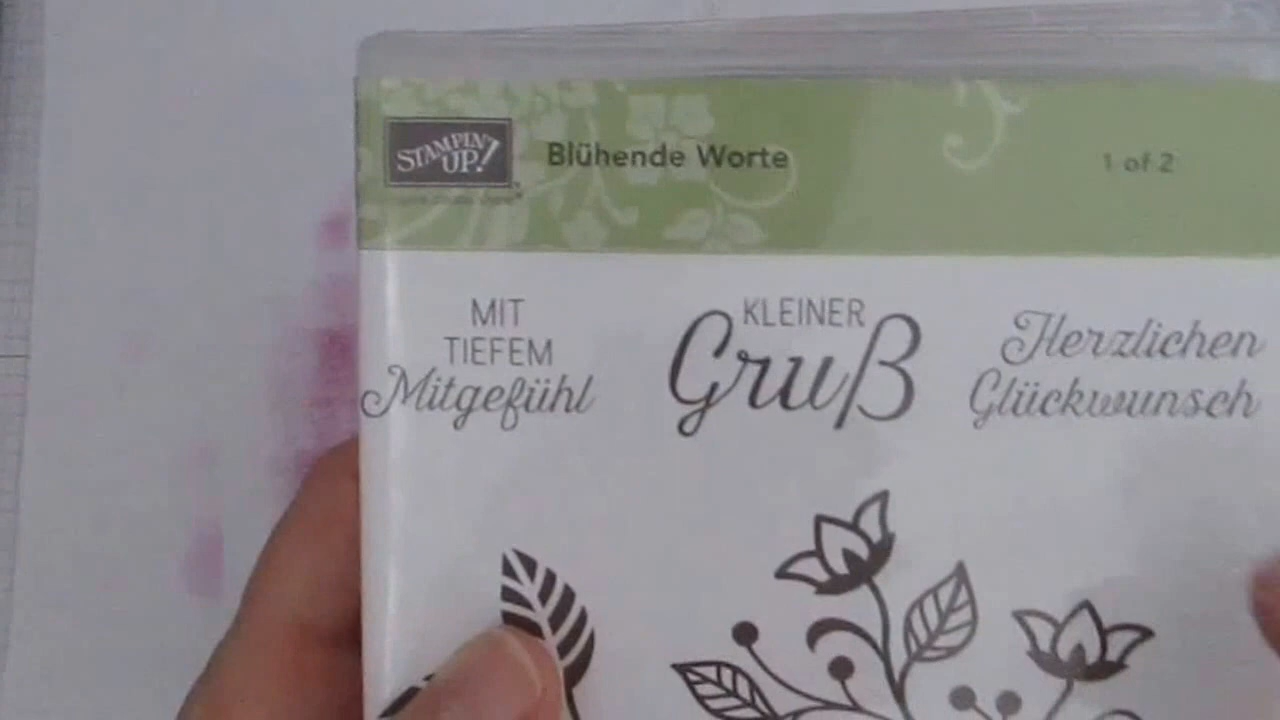 STAMPIN' UP!
Blühende Worte
1 of 2
MIT
TIEFEM
Mitgefühl
KLEINER
Gruß
Herzlichen
Glückwunsch